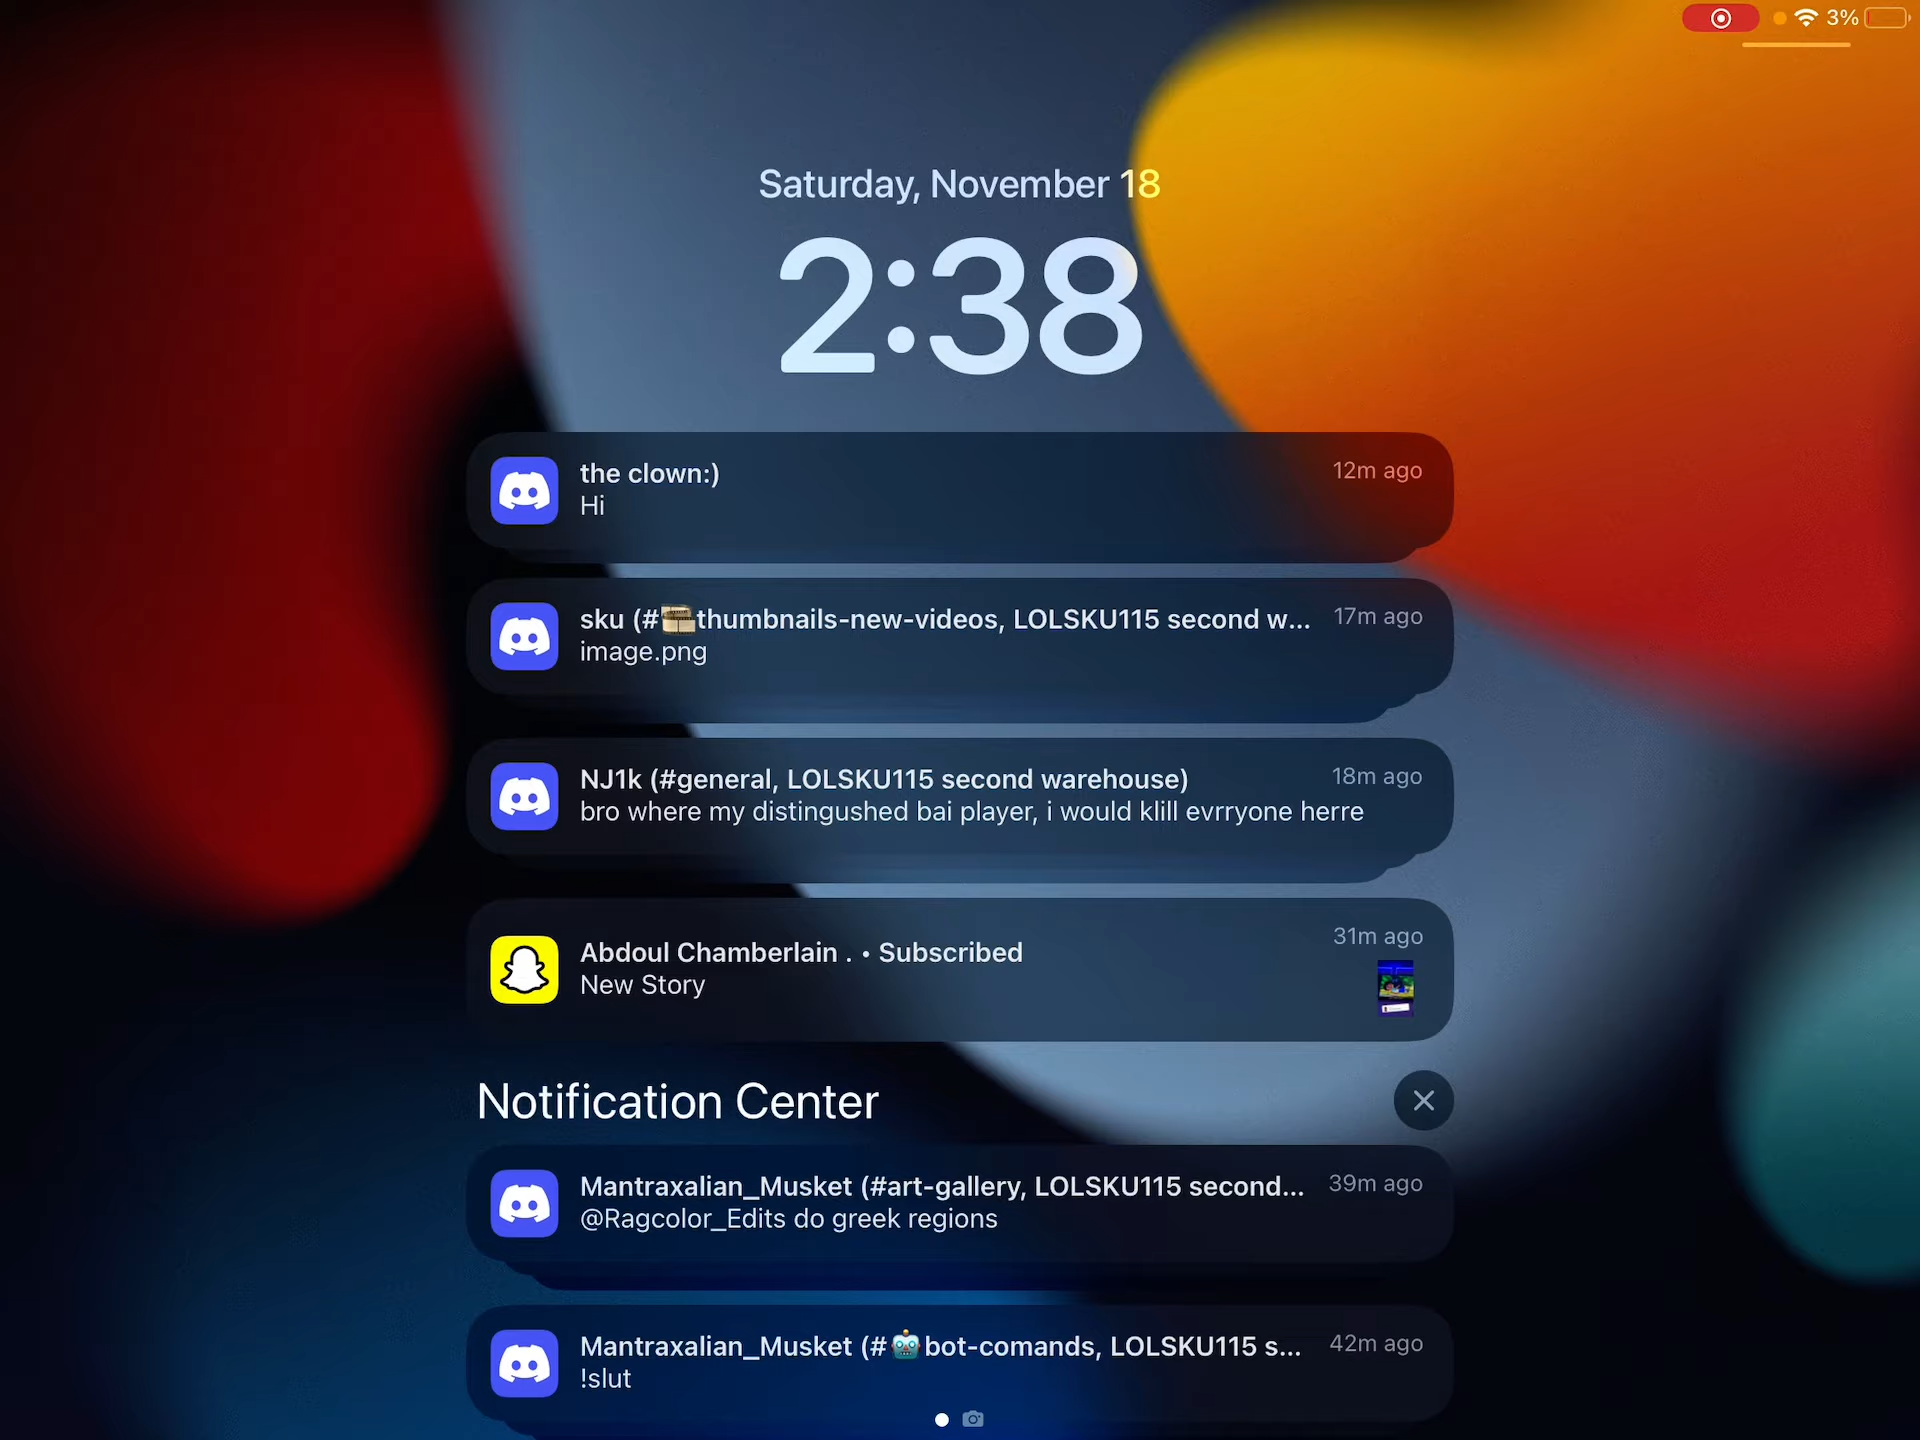 3%
Saturday, November 18
2:38
the clown:)
12m ago
Hi
sku (#🎞️thumbnails-new-videos, LOLSKU115 second w...
17m ago
image.png
NJ1k (#general, LOLSKU115 second warehouse)
18m ago
bro where my distingushed bai player, i would klill evrryone herre
31m ago
Abdoul Chamberlain . • Subscribed
New Story
Notification Center
Mantraxalian_Musket (#art-gallery, LOLSKU115 second...
39m ago
@Ragcolor_Edits do greek regions
Mantraxalian_Musket (#🤖bot-comands, LOLSKU115 s...
42m ago
!slut